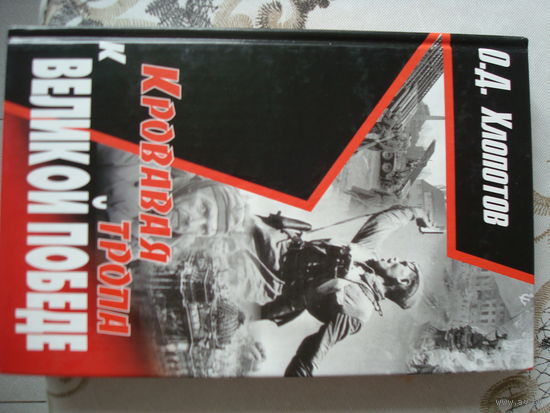 О.Д. Хлопотов
Кровавая
тропа
к
ВЕЛИКОЙ ПОБЕДЕ